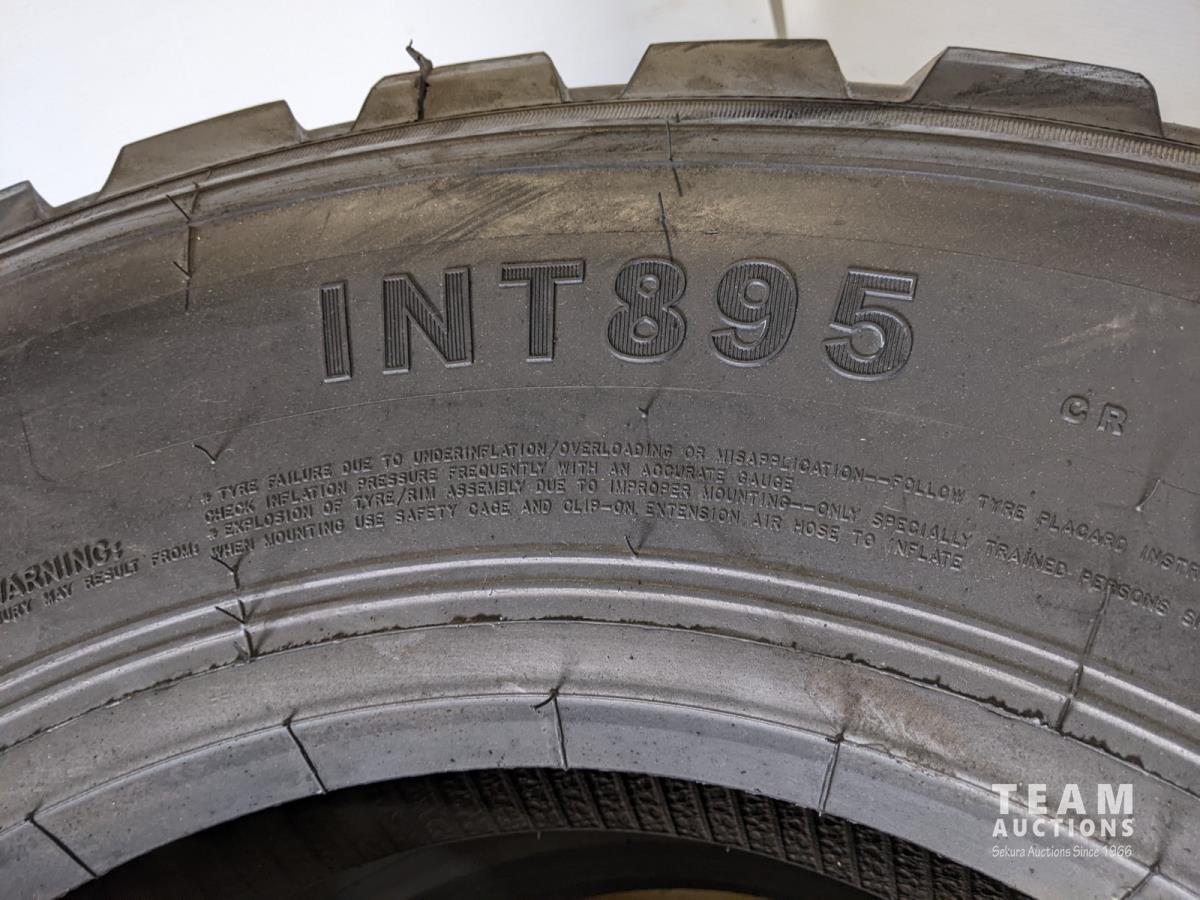 INT895
CR
* TYRE FAILURE DUE TO UNDERINFLATION/OVERLOADING OR MISAPPLICATION--FOLLOW TYRE PLACARD INSTR
CHECK INFLATION PRESSURE FREQUENTLY WITH AN ACCURATE GAUGE
* EXPLOSION OF TYRE/RIM ASSEMBLY DUE TO IMPROPER MOUNTING--ONLY SPECIALLY TRAINED PERSONS S
WHEN MOUNTING USE SAFETY CAGE AND CLIP-ON EXTENSION AIR HOSE TO INFLATE
WARNING:
JURY MAY RESULT FROM:
TEAM
AUCTIONS
Sekura Auctions Since 1966